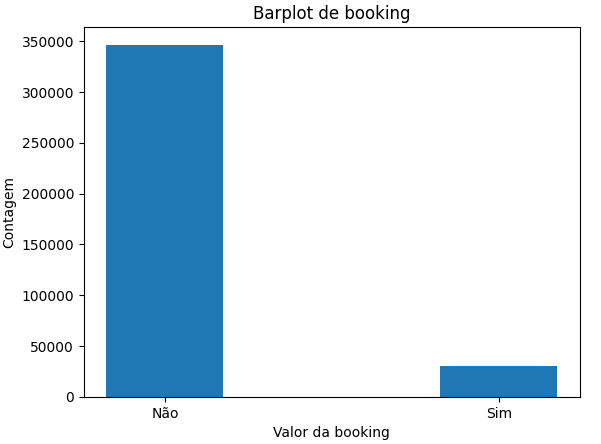 Barplot de booking
Contagem
350000
300000
250000
200000
150000
100000
50000
0
Não Sim
Valor da booking